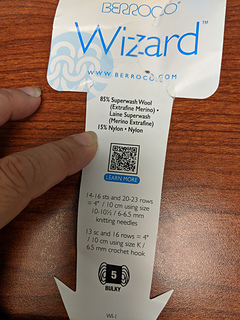 BERROCO®
Wizzard™
WWW.BERROCO.COM
85% Superwash Wool
(Extrafine Merino) •
Laine Superwash
(Merino Extrafine)
15% Nylon • Nylon
LEARN MORE
14-16 sts and 20-23 rows
= 4" / 10 cm using size
10-10½ / 6-6.5 mm
knitting needles
13 sc and 16 rows = 4"
/ 10 cm using size K /
6.5 mm crochet hook
5
BULKY